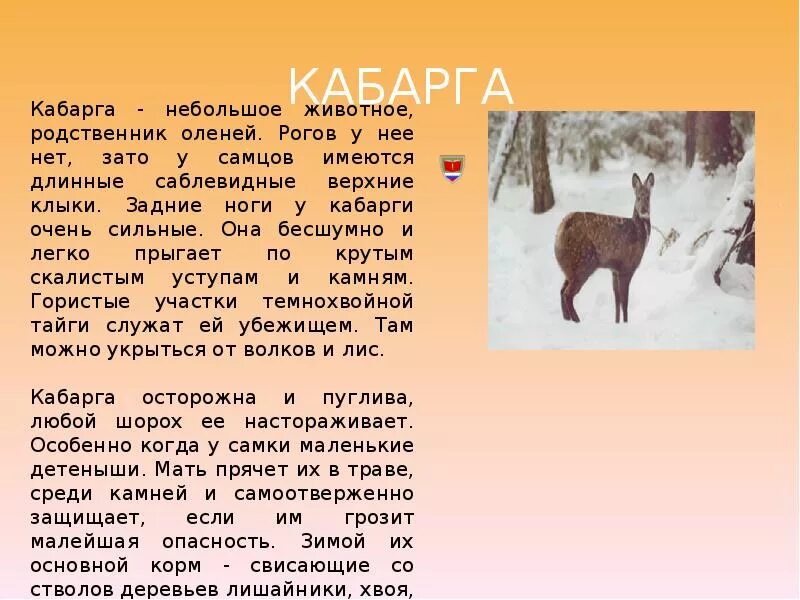 КАБАРГА
Кабарга - небольшое животное,
родственник оленей. Рогов у нее
нет, зато у самцов имеются
длинные саблевидные верхние
клыки. Задние ноги у кабарги
очень сильные. Она бесшумно и
легко прыгает по крутым
скалистым уступам и камням.
Гористые участки темнохвойной
тайги служат ей убежищем. Там
можно укрыться от волков и лис.
Кабарга осторожна и пуглива,
любой шорох ее настораживает.
Особенно когда у самки маленькие
детеныши. Мать прячет их в траве,
среди камней и самоотверженно
защищает, если им грозит
малейшая опасность. Зимой их
основной корм - свисающие со
стволов деревьев лишайники, хвоя,